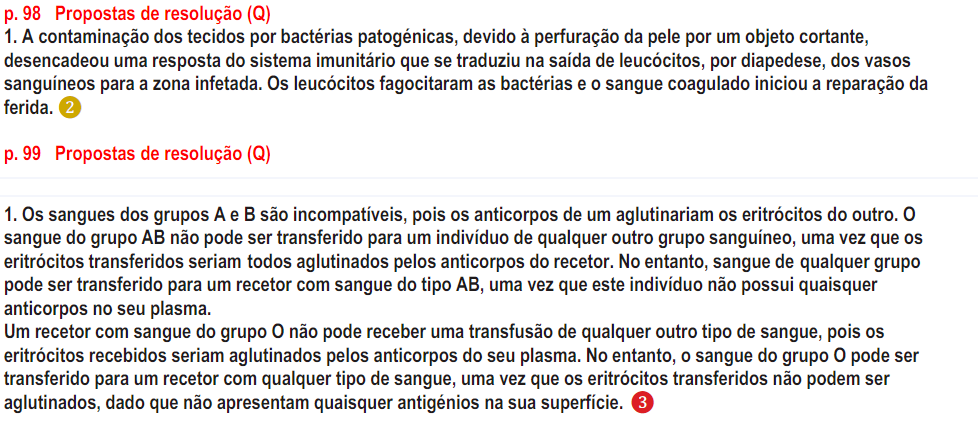 p. 98 Propostas de resolução (Q)
1. A contaminação dos tecidos por bactérias patogénicas, devido à perfuração da pele por um objeto cortante,
desencadeou uma resposta do sistema imunitário que se traduziu na saída de leucócitos, por diapedese, dos vasos
sanguíneos para a zona infetada. Os leucócitos fagocitaram as bactérias e o sangue coagulado iniciou a reparação da
ferida. 2
p. 99 Propostas de resolução (Q)
1. Os sangues dos grupos A e B são incompatíveis, pois os anticorpos de um aglutinariam os eritrócitos do outro. O
sangue do grupo AB não pode ser transferido para um indivíduo de qualquer outro grupo sanguíneo, uma vez que os
eritrócitos transferidos seriam todos aglutinados pelos anticorpos do recetor. No entanto, sangue de qualquer grupo
pode ser transferido para um recetor com sangue do tipo AB, uma vez que este indivíduo não possui quaisquer
anticorpos no seu plasma.
Um recetor com sangue do grupo O não pode receber uma transfusão de qualquer outro tipo de sangue, pois os
eritrócitos recebidos seriam aglutinados pelos anticorpos do seu plasma. No entanto, o sangue do grupo O pode ser
transferido para um recetor com qualquer tipo de sangue, uma vez que os eritrócitos transferidos não podem ser
aglutinados, dado que não apresentam quaisquer antigénios na sua superfície. 3